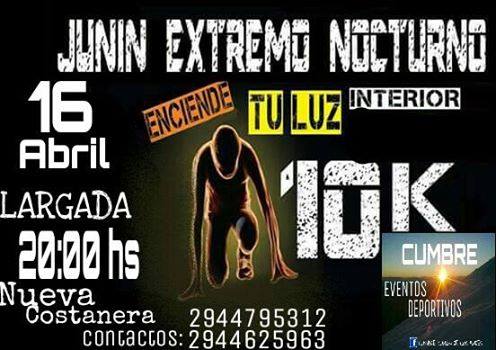 JUNIN EXTREMO NOCTURNO
16
Abril
ENCIENDE TU LUZ INTERIOR
10K
LARGADA
20:00 hs
Nueva
Costanera
2944795312
contactos: 2944625963
CUMBRE
EVENTOS
DEPORTIVOS